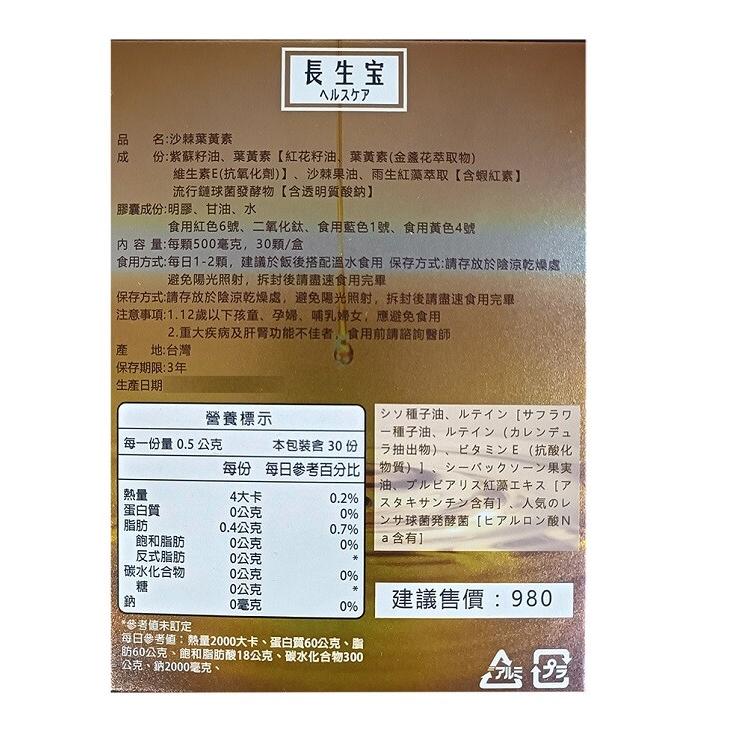 長生宝
ヘルスケア
品　　名:沙棘葉黃素
成　　份:紫蘇籽油、葉黃素【紅花籽油、葉黃素(金盞花萃取物)
維生素E(抗氧化劑)】、沙棘果油、雨生紅藻萃取【含蝦紅素】
流行鏈球菌發酵物【含透明質酸鈉】
膠囊成份:明膠、甘油、水
食用紅色6號、二氧化鈦、食用藍色1號、食用黃色4號
內 容 量:每顆500毫克，30顆/盒
食用方式:每日1-2顆，建議於飯後搭配溫水食用 保存方式:請存放於陰涼乾燥處
避免陽光照射，拆封後請盡速食用完畢
保存方式:請存放於陰涼乾燥處，避免陽光照射，拆封後請盡速食用完畢
注意事項:1.12歲以下孩童、孕婦、哺乳婦女，應避免食用
2.重大疾病及肝腎功能不佳者，食用前請諮詢醫師
產　　地:台灣
保存期限:3年
生產日期
營養標示
每一份量 0.5 公克　本包裝含 30 份
每份　每日參考百分比
熱量　4大卡　0.2%
蛋白質　0公克　0%
脂肪　0.4公克　0.7%
飽和脂肪　0公克　0%
反式脂肪　0公克　*
碳水化合物　0公克　0%
糖　0公克　*
鈉　0毫克　0%
*參考值未訂定
每日參考值：熱量2000大卡、蛋白質60公克、脂
肪60公克、飽和脂肪酸18公克、碳水化合物300
公克、鈉2000毫克、
シソ種子油、ルテイン［サフラワ
ー種子油、ルテイン（カレンデュ
ラ抽出物）、ビタミンE（抗酸化
物質）］、シーバックソーン果実
油、プルビアリス紅藻エキス［ア
スタキサンチン含有］、人気のレ
ンサ球菌発酵菌［ヒアルロン酸N
a含有］
建議售價：980
アルミ
プラ